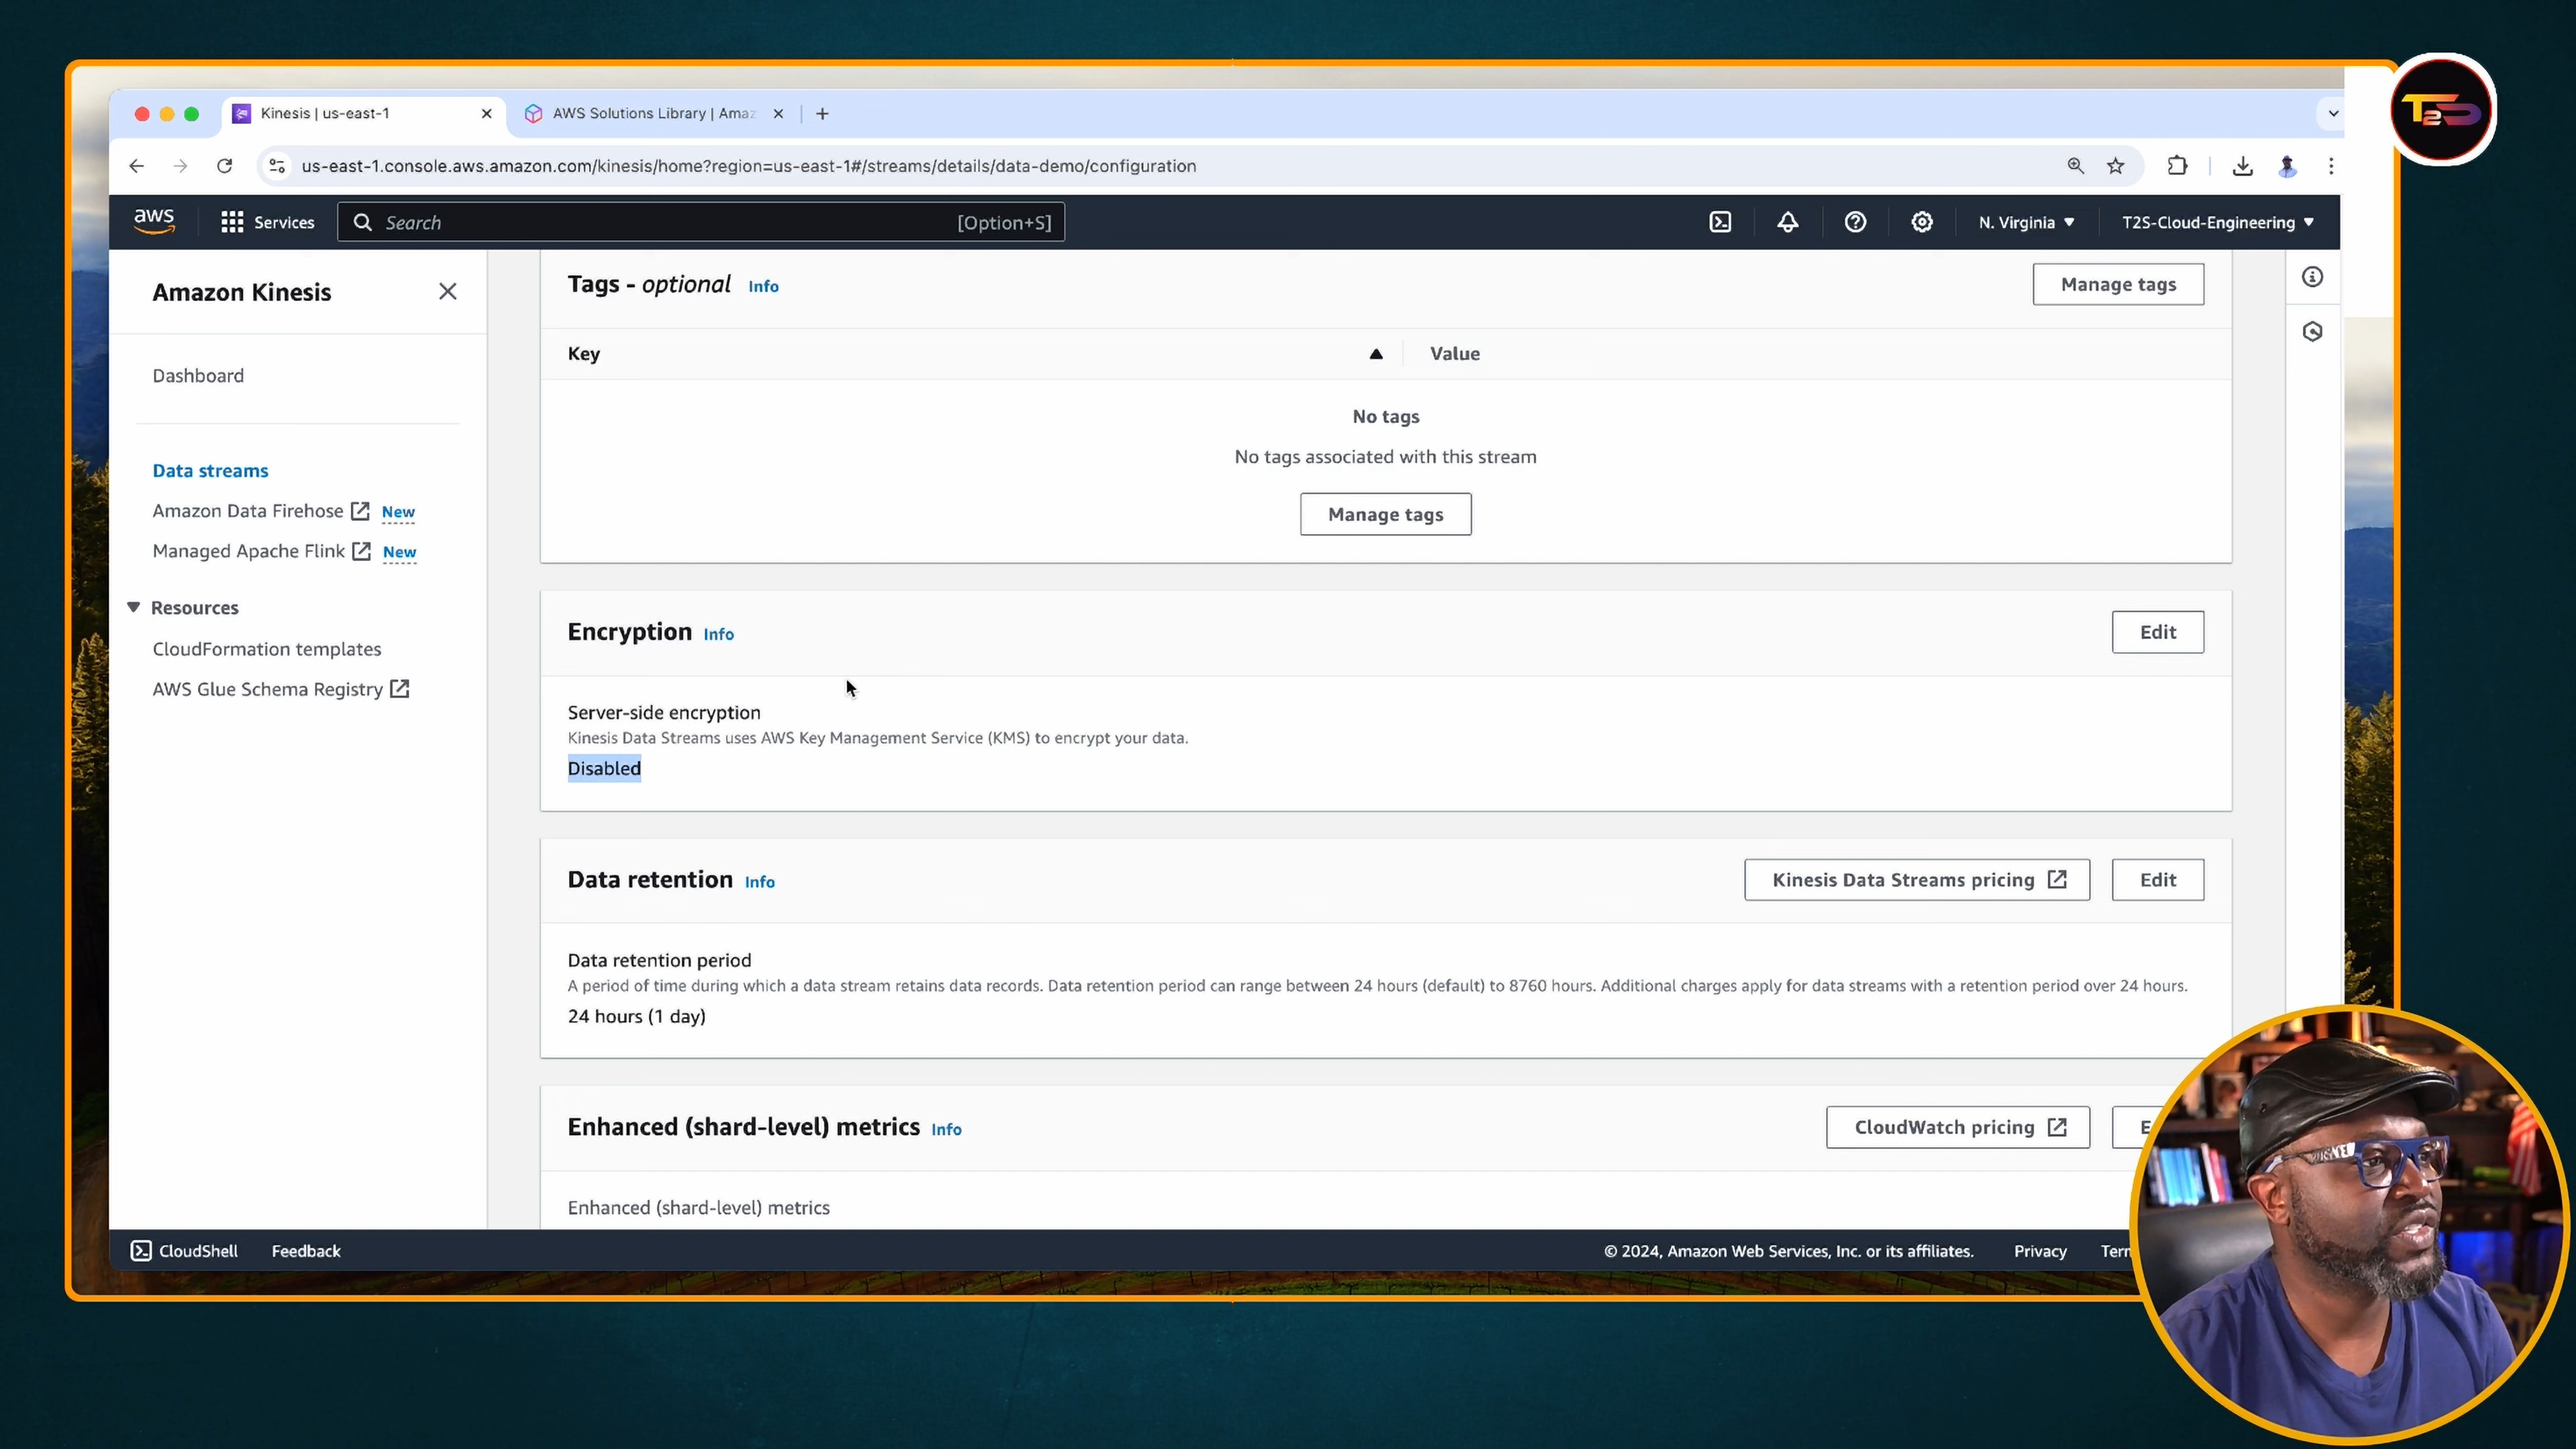 Kinesis | us-east-1
AWS Solutions Library | Amaz
us-east-1.console.aws.amazon.com/kinesis/home?region=us-east-1#/streams/details/data-demo/configuration
T2S
aws
Services
Search
[Option+S]
N. Virginia
T2S-Cloud-Engineering
Amazon Kinesis
Dashboard
Data streams
Amazon Data Firehose New
Managed Apache Flink New
Resources
CloudFormation templates
AWS Glue Schema Registry
Tags - optional Info
Manage tags
Key
Value
No tags
No tags associated with this stream
Manage tags
Encryption Info
Edit
Server-side encryption
Kinesis Data Streams uses AWS Key Management Service (KMS) to encrypt your data.
Disabled
Data retention Info
Kinesis Data Streams pricing
Edit
Data retention period
A period of time during which a data stream retains data records. Data retention period can range between 24 hours (default) to 8760 hours. Additional charges apply for data streams with a retention period over 24 hours.
24 hours (1 day)
Enhanced (shard-level) metrics Info
CloudWatch pricing
Enhanced (shard-level) metrics
CloudShell
Feedback
© 2024, Amazon Web Services, Inc. or its affiliates.
Privacy